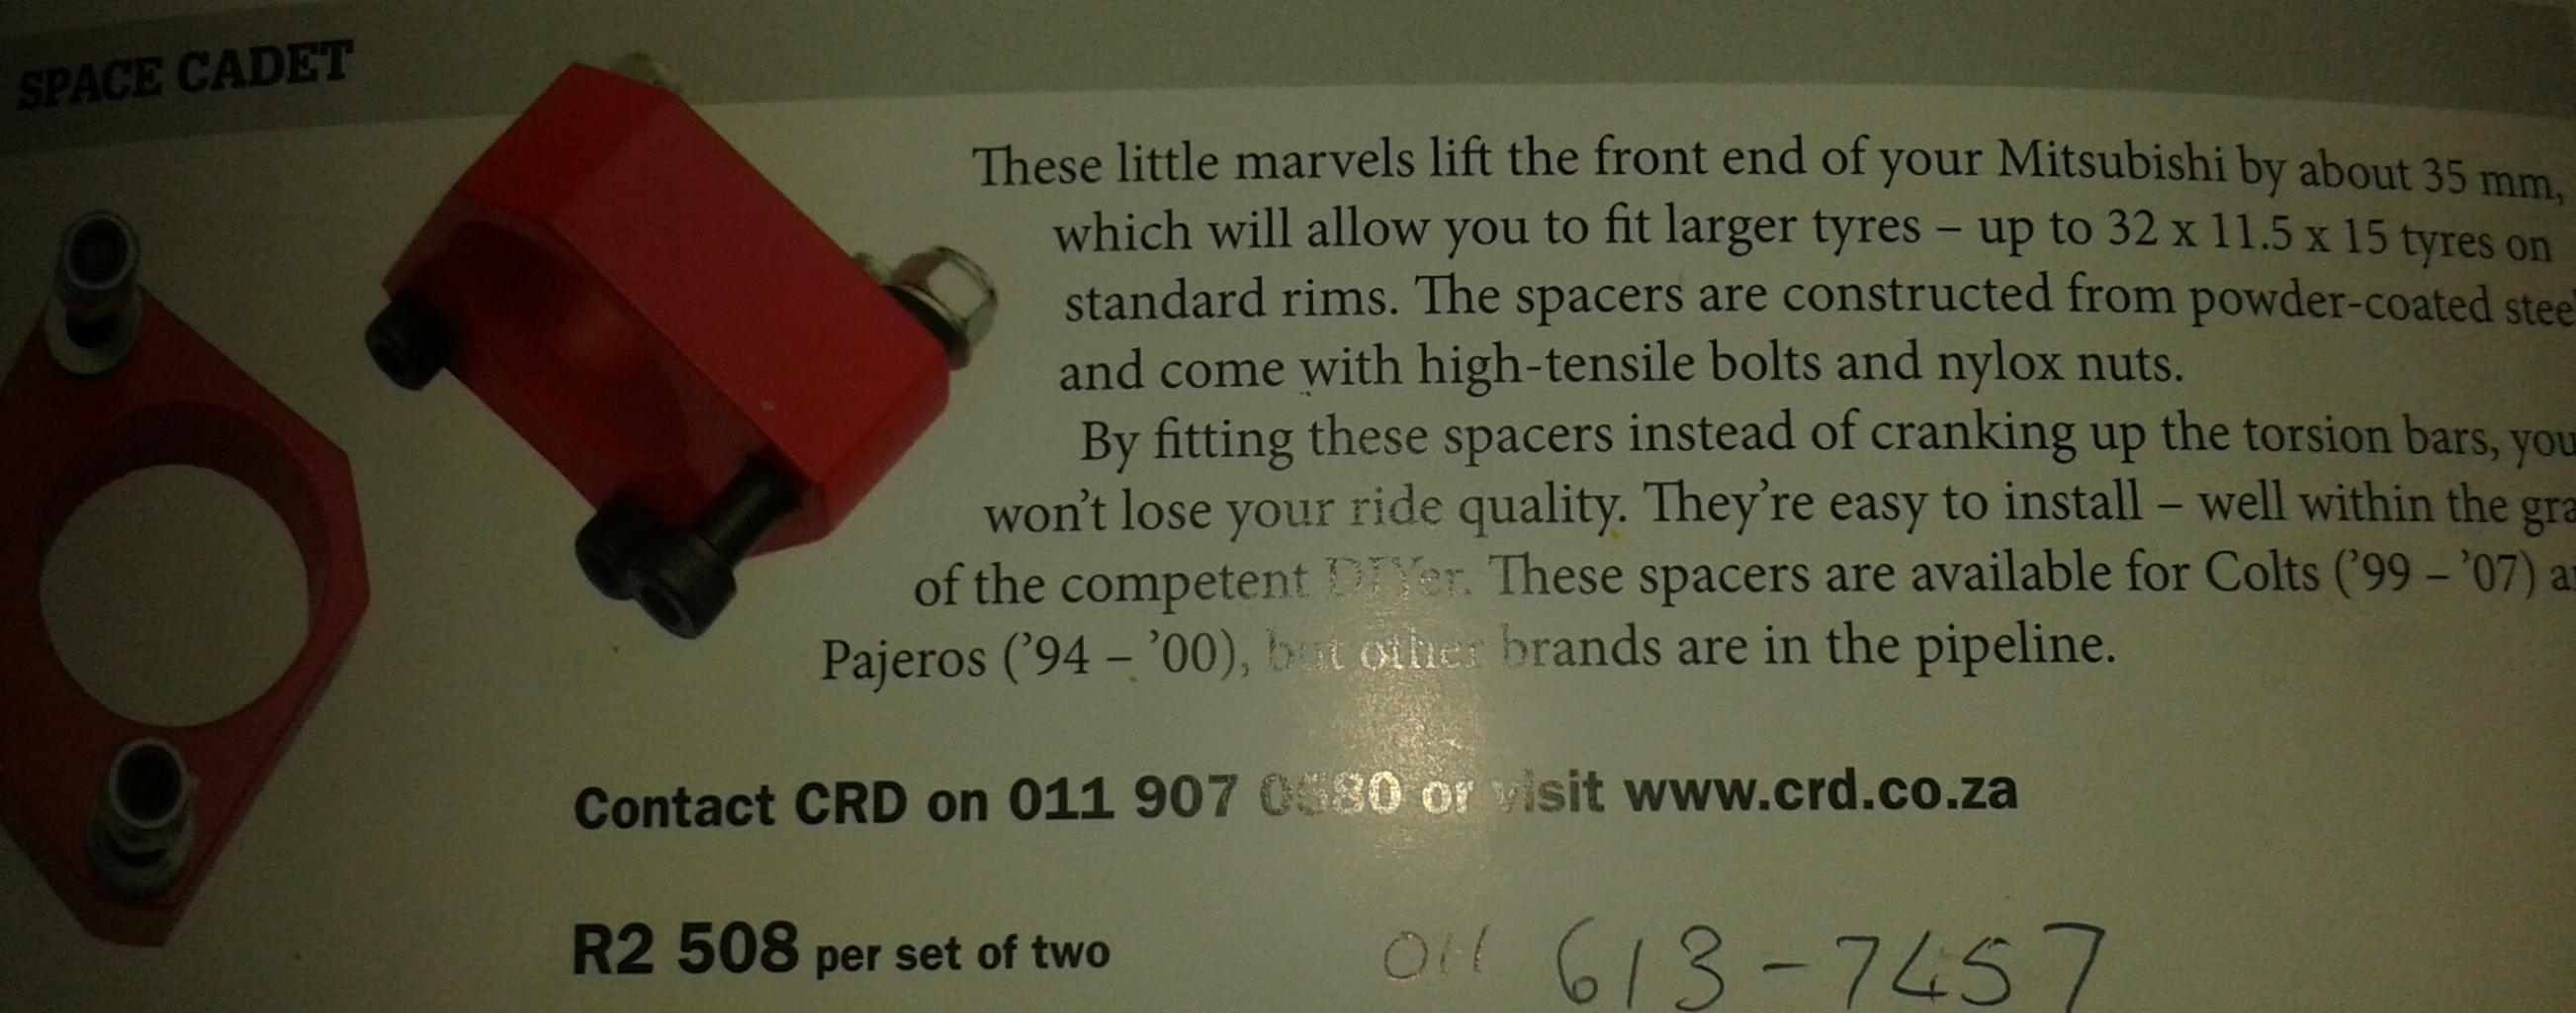 SPACE CADET
These little marvels lift the front end of your Mitsubishi by about 35 mm,
which will allow you to fit larger tyres – up to 32 x 11.5 x 15 tyres on
standard rims. The spacers are constructed from powder-coated stee
and come with high-tensile bolts and nylox nuts.
By fitting these spacers instead of cranking up the torsion bars, you
won't lose your ride quality. They're easy to install – well within the gra
of the competent DIYer. These spacers are available for Colts ('99 – '07) a
Pajeros ('94 – '00), but other brands are in the pipeline.
Contact CRD on 011 907 0580 or visit www.crd.co.za
R2 508 per set of two
011 613-7457